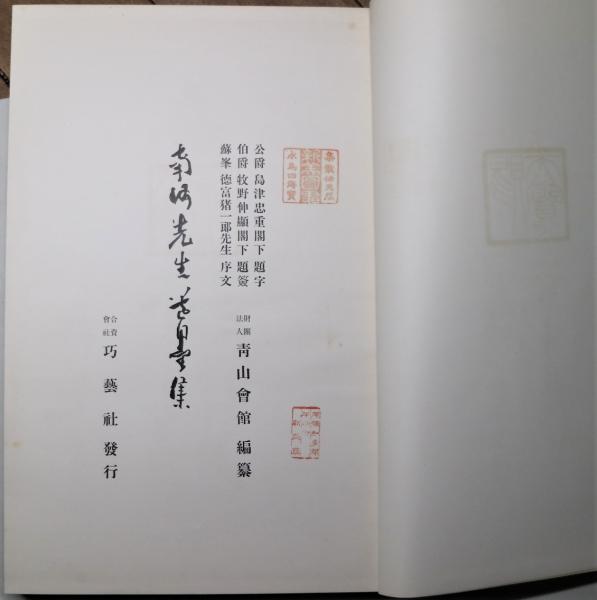 公爵 島津忠重閣下 題字
伯爵 牧野伸顯閣下 題簽
蘇峯 德富猪一郎先生 序文
南洲先生遺墨集
財團法人 靑山會館 編纂
合資會社 巧藝社發行